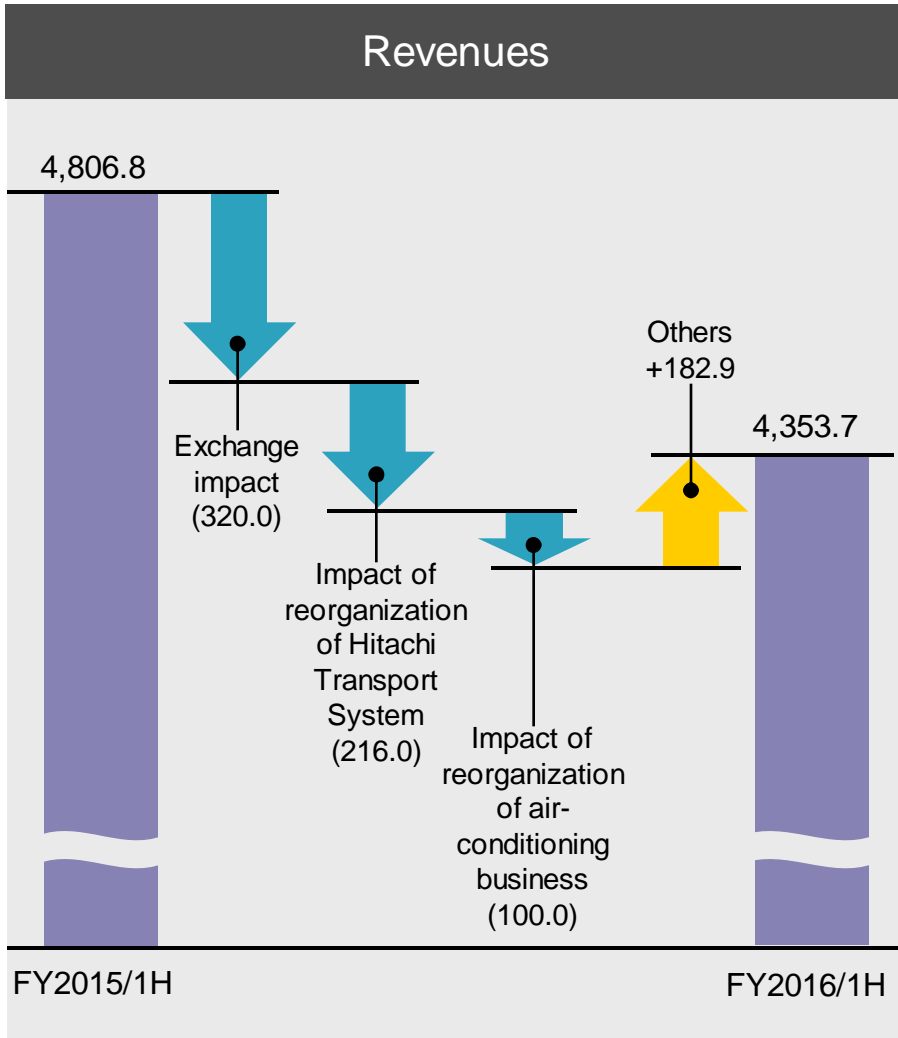 Revenues
4,806.8
Exchange
impact
(320.0)
Impact of
reorganization
of Hitachi
Transport
System
(216.0)
Impact of
reorganization
of air-
conditioning
business
(100.0)
Others
+182.9
4,353.7
FY2015/1H
FY2016/1H